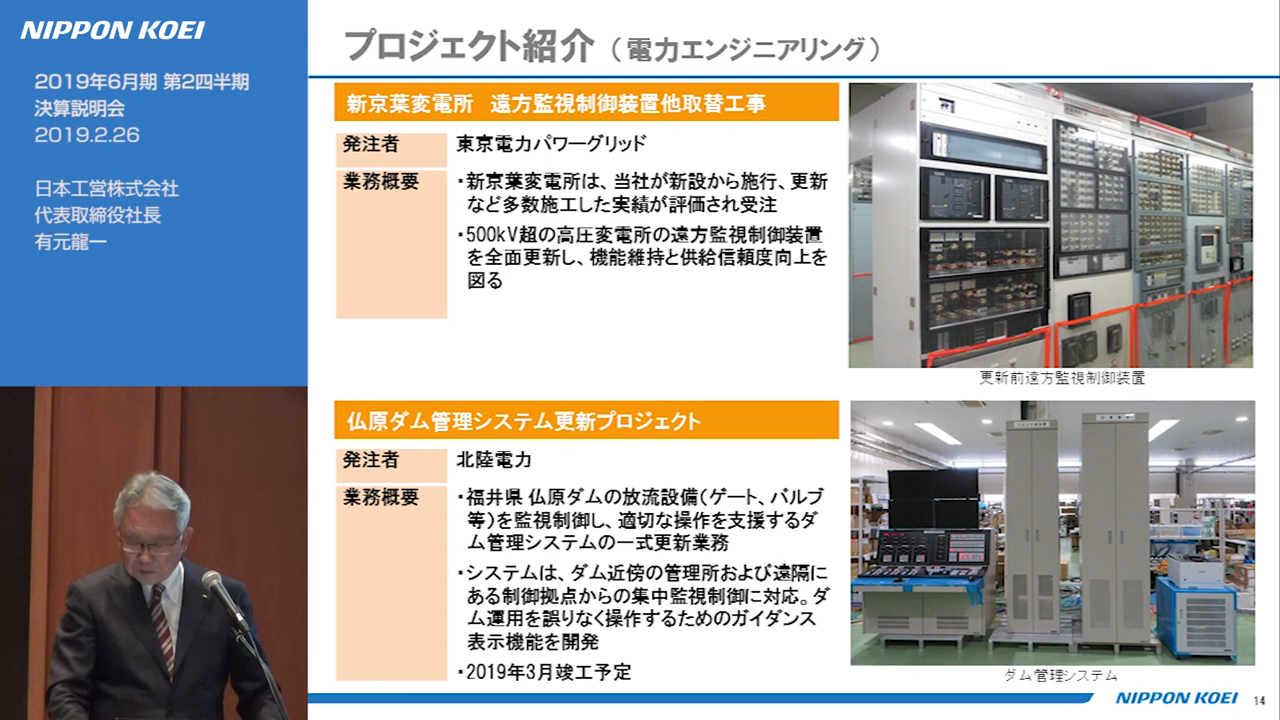 NIPPON KOEI
2019年6月期 第2四半期
決算説明会
2019.2.26
日本工営株式会社
代表取締役社長
有元龍一
プロジェクト紹介（電力エンジニアリング）
新京葉変電所　遠方監視制御装置他取替工事
発注者
東京電力パワーグリッド
業務概要
・新京葉変電所は、当社が新設から施行、更新
など多数施工した実績が評価され受注
・500kV超の高圧変電所の遠方監視制御装置
を全面更新し、機能維持と供給信頼度向上を
図る
更新前遠方監視制御装置
仏原ダム管理システム更新プロジェクト
発注者
北陸電力
業務概要
・福井県 仏原ダムの放流設備（ゲート、バルブ
等）を監視制御し、適切な操作を支援するダ
ム管理システムの一式更新業務
・システムは、ダム近傍の管理所および遠隔に
ある制御拠点からの集中監視制御に対応。ダ
ム運用を誤りなく操作するためのガイダンス
表示機能を開発
・2019年3月竣工予定
ダム管理システム
NIPPON KOEI
14